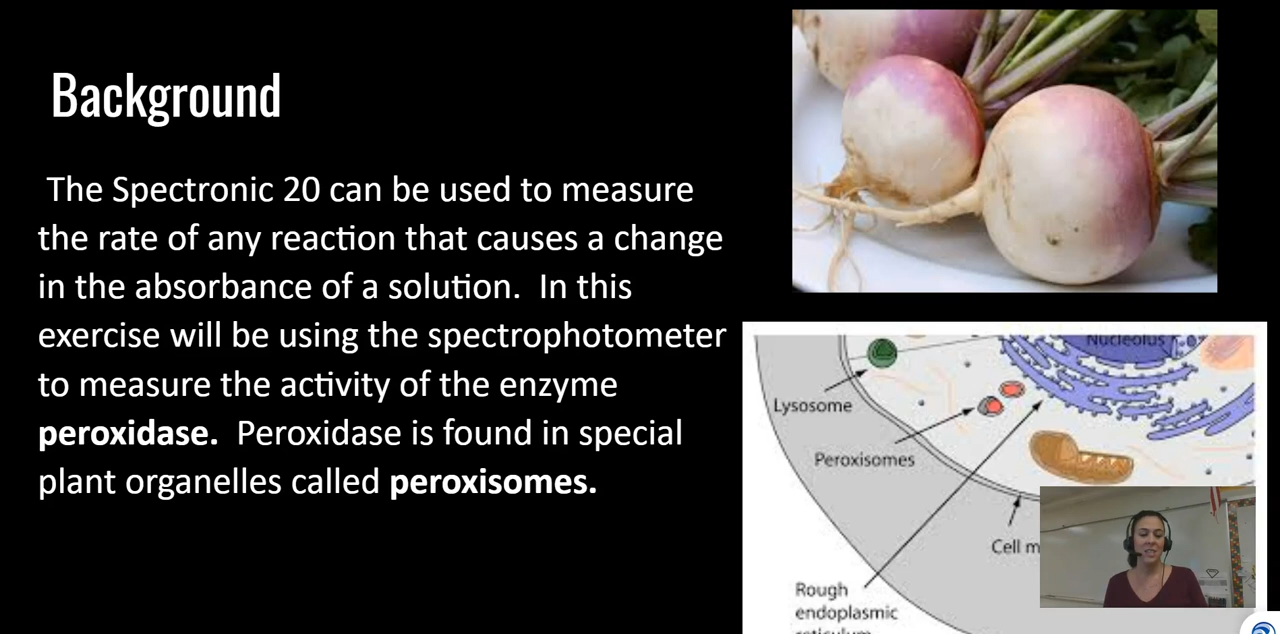 Background
The Spectronic 20 can be used to measure
the rate of any reaction that causes a change
in the absorbance of a solution.  In this
exercise will be using the spectrophotometer
to measure the activity of the enzyme
peroxidase.  Peroxidase is found in special
plant organelles called peroxisomes.
Nucleolus
Lysosome
Peroxisomes
Cell m
Rough
endoplasmic
reticulum